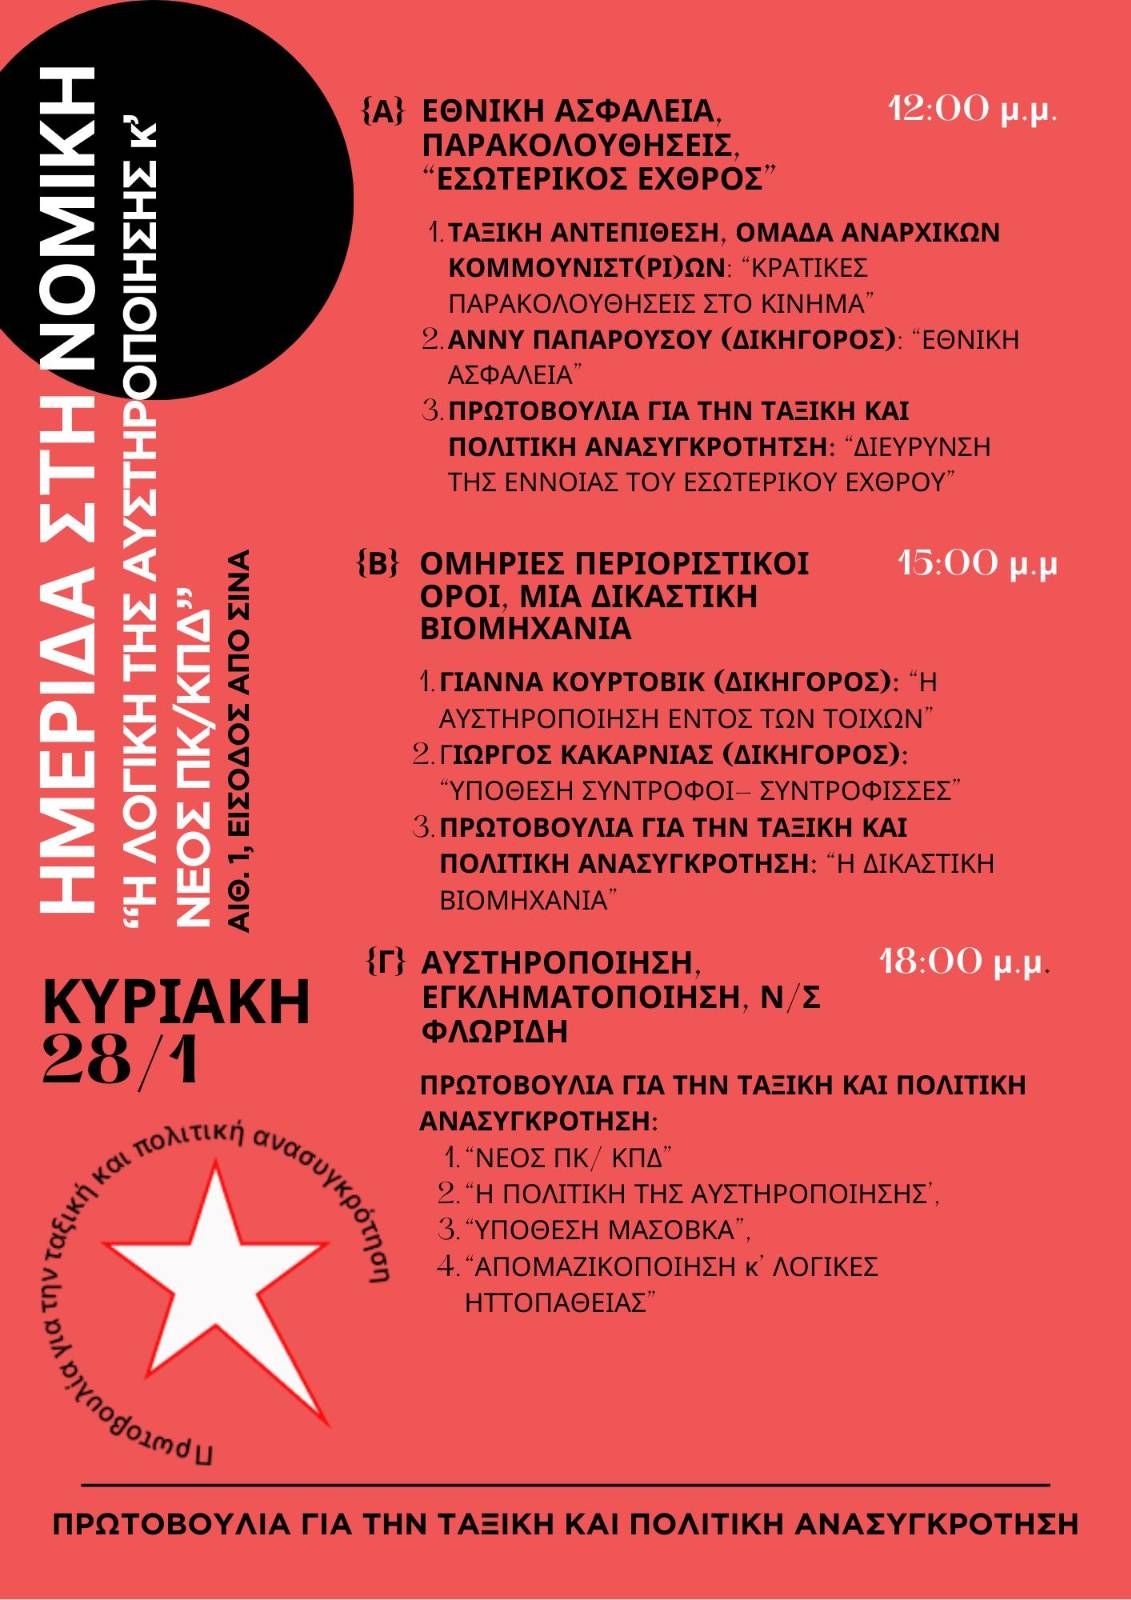 ΗΜΕΡΙΔΑ ΣΤΗ ΝΟΜΙΚΗ
“Η ΛΟΓΙΚΗ ΤΗΣ ΑΥΣΤΗΡΟΠΟΙΗΣΗΣ κ’
ΝΕΟΣ ΠΚ/ΚΠΔ”
ΑΙΘ. 1, ΕΙΣΟΔΟΣ ΑΠΟ ΣΙΝΑ
ΚΥΡΙΑΚΗ
28/1
Πρωτοβουλία για την ταξική και πολιτική ανασυγκρότηση
{Α} ΕΘΝΙΚΗ ΑΣΦΑΛΕΙΑ, 12:00 μ.μ.
ΠΑΡΑΚΟΛΟΥΘΗΣΕΙΣ,
“ΕΣΩΤΕΡΙΚΟΣ ΕΧΘΡΟΣ”
1. ΤΑΞΙΚΗ ΑΝΤΕΠΙΘΕΣΗ, ΟΜΑΔΑ ΑΝΑΡΧΙΚΩΝ
ΚΟΜΜΟΥΝΙΣΤ(ΡΙ)ΩΝ: “ΚΡΑΤΙΚΕΣ
ΠΑΡΑΚΟΛΟΥΘΗΣΕΙΣ ΣΤΟ ΚΙΝΗΜΑ”
2. ΑΝΝΥ ΠΑΠΑΡΟΥΣΟΥ (ΔΙΚΗΓΟΡΟΣ): “ΕΘΝΙΚΗ
ΑΣΦΑΛΕΙΑ”
3. ΠΡΩΤΟΒΟΥΛΙΑ ΓΙΑ ΤΗΝ ΤΑΞΙΚΗ ΚΑΙ
ΠΟΛΙΤΙΚΗ ΑΝΑΣΥΓΚΡΟΤΗΤΣΗ: “ΔΙΕΥΡΥΝΣΗ
ΤΗΣ ΕΝΝΟΙΑΣ ΤΟΥ ΕΣΩΤΕΡΙΚΟΥ ΕΧΘΡΟΥ”
{Β} ΟΜΗΡΙΕΣ ΠΕΡΙΟΡΙΣΤΙΚΟΙ 15:00 μ.μ
ΟΡΟΙ, ΜΙΑ ΔΙΚΑΣΤΙΚΗ
ΒΙΟΜΗΧΑΝΙΑ
1. ΓΙΑΝΝΑ ΚΟΥΡΤΟΒΙΚ (ΔΙΚΗΓΟΡΟΣ): “Η
ΑΥΣΤΗΡΟΠΟΙΗΣΗ ΕΝΤΟΣ ΤΩΝ ΤΟΙΧΩΝ”
2. ΓΙΩΡΓΟΣ ΚΑΚΑΡΝΙΑΣ (ΔΙΚΗΓΟΡΟΣ):
“ΥΠΟΘΕΣΗ ΣΥΝΤΡΟΦΟΙ– ΣΥΝΤΡΟΦΙΣΣΕΣ”
3. ΠΡΩΤΟΒΟΥΛΙΑ ΓΙΑ ΤΗΝ ΤΑΞΙΚΗ ΚΑΙ
ΠΟΛΙΤΙΚΗ ΑΝΑΣΥΓΚΡΟΤΗΣΗ: “Η ΔΙΚΑΣΤΙΚΗ
ΒΙΟΜΗΧΑΝΙΑ”
{Γ} ΑΥΣΤΗΡΟΠΟΙΗΣΗ, 18:00 μ.μ.
ΕΓΚΛΗΜΑΤΟΠΟΙΗΣΗ, Ν/Σ
ΦΛΩΡΙΔΗ
ΠΡΩΤΟΒΟΥΛΙΑ ΓΙΑ ΤΗΝ ΤΑΞΙΚΗ ΚΑΙ ΠΟΛΙΤΙΚΗ
ΑΝΑΣΥΓΚΡΟΤΗΣΗ:
1. “ΝΕΟΣ ΠΚ/ ΚΠΔ”
2. “Η ΠΟΛΙΤΙΚΗ ΤΗΣ ΑΥΣΤΗΡΟΠΟΙΗΣΗΣ’,
3. “ΥΠΟΘΕΣΗ ΜΑΣΟΒΚΑ”,
4. “ΑΠΟΜΑΖΙΚΟΠΟΙΗΣΗ κ’ ΛΟΓΙΚΕΣ
ΗΤΤΟΠΑΘΕΙΑΣ”
ΠΡΩΤΟΒΟΥΛΙΑ ΓΙΑ ΤΗΝ ΤΑΞΙΚΗ ΚΑΙ ΠΟΛΙΤΙΚΗ ΑΝΑΣΥΓΚΡΟΤΗΣΗ